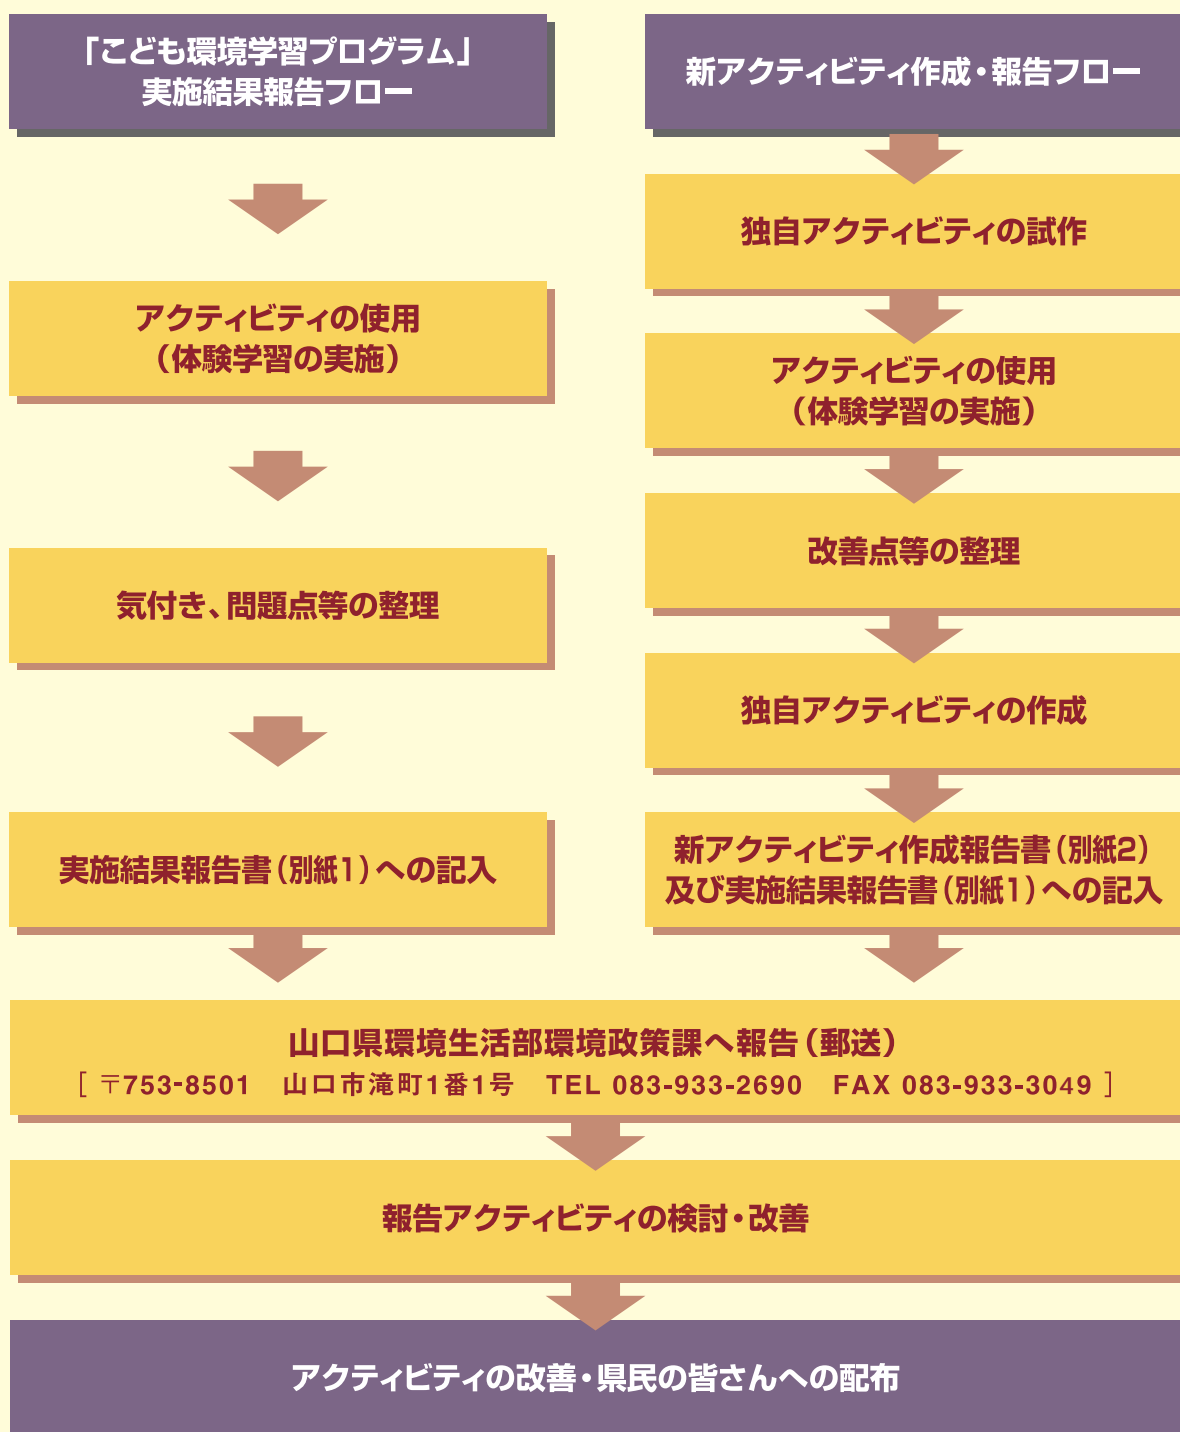 「こども環境学習プログラム」
実施結果報告フロー
アクティビティの使用
（体験学習の実施）
気付き、問題点等の整理
実施結果報告書（別紙1）への記入
新アクティビティ作成・報告フロー
独自アクティビティの試作
アクティビティの使用
（体験学習の実施）
改善点等の整理
独自アクティビティの作成
新アクティビティ作成報告書（別紙2）
及び実施結果報告書（別紙1）への記入
山口県環境生活部環境政策課へ報告（郵送）
［ 〒753-8501　山口市滝町1番1号　TEL 083-933-2690　FAX 083-933-3049 ］
報告アクティビティの検討・改善
アクティビティの改善・県民の皆さんへの配布